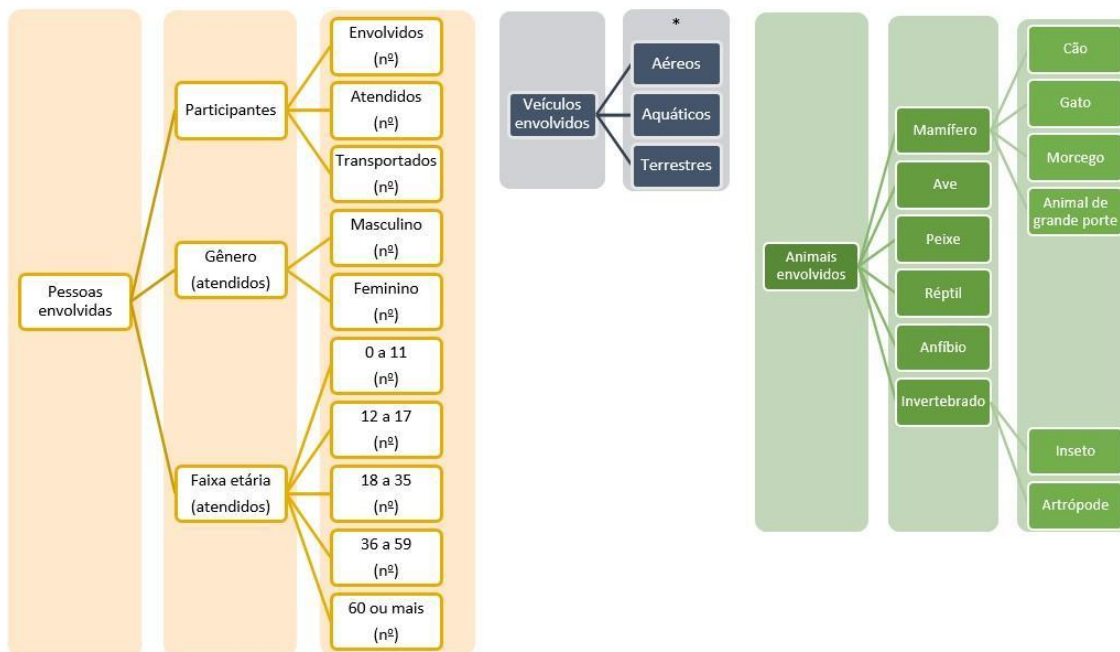 Pessoas
envolvidas
Participantes
Envolvidos
(nº)
Atendidos
(nº)
Transportados
(nº)
Gênero
(atendidos)
Masculino
(nº)
Feminino
(nº)
Faixa etária
(atendidos)
0 a 11
(nº)
12 a 17
(nº)
18 a 35
(nº)
36 a 59
(nº)
60 ou mais
(nº)
*
Veículos
envolvidos
Aéreos
Aquáticos
Terrestres
Animais
envolvidos
Mamífero
Cão
Gato
Morcego
Animal de
grande porte
Ave
Peixe
Réptil
Anfíbio
Invertebrado
Inseto
Artrópode